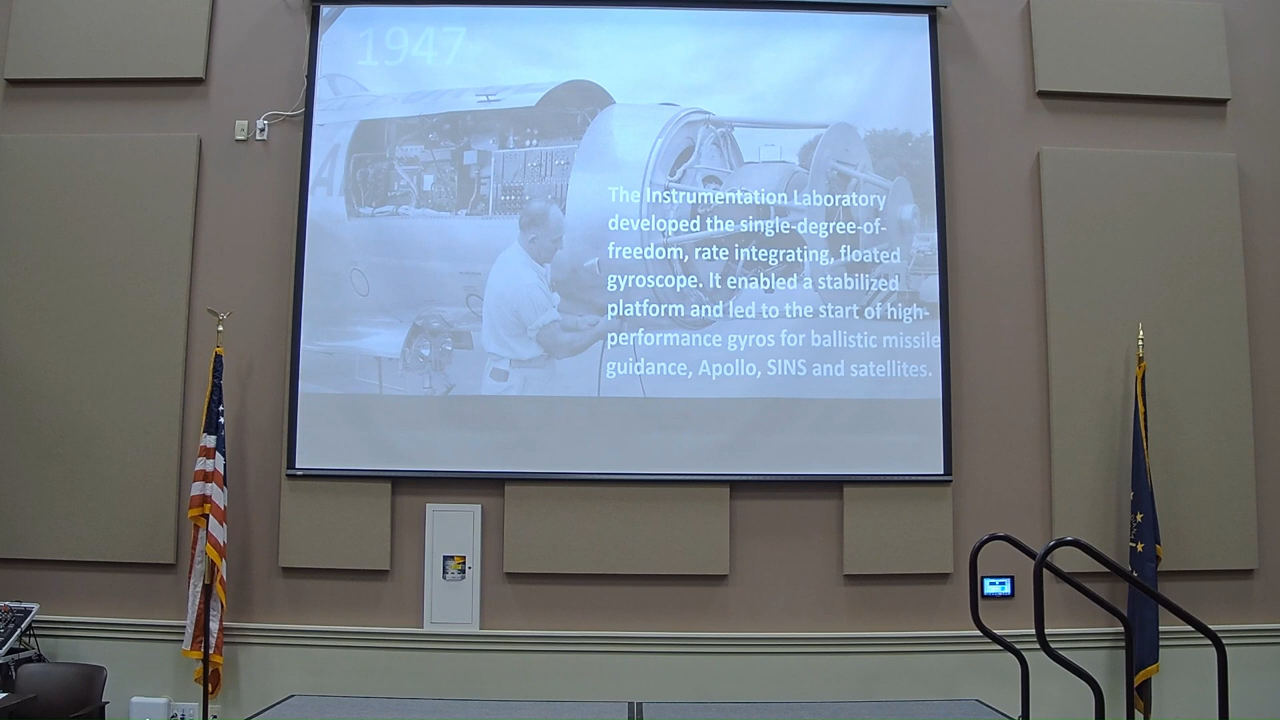 1947
The Instrumentation Laboratory
developed the single-degree-of-
freedom, rate integrating, floated
gyroscope. It enabled a stabilized
platform and led to the start of high-
performance gyros for ballistic missile
guidance, Apollo, SINS and satellites.